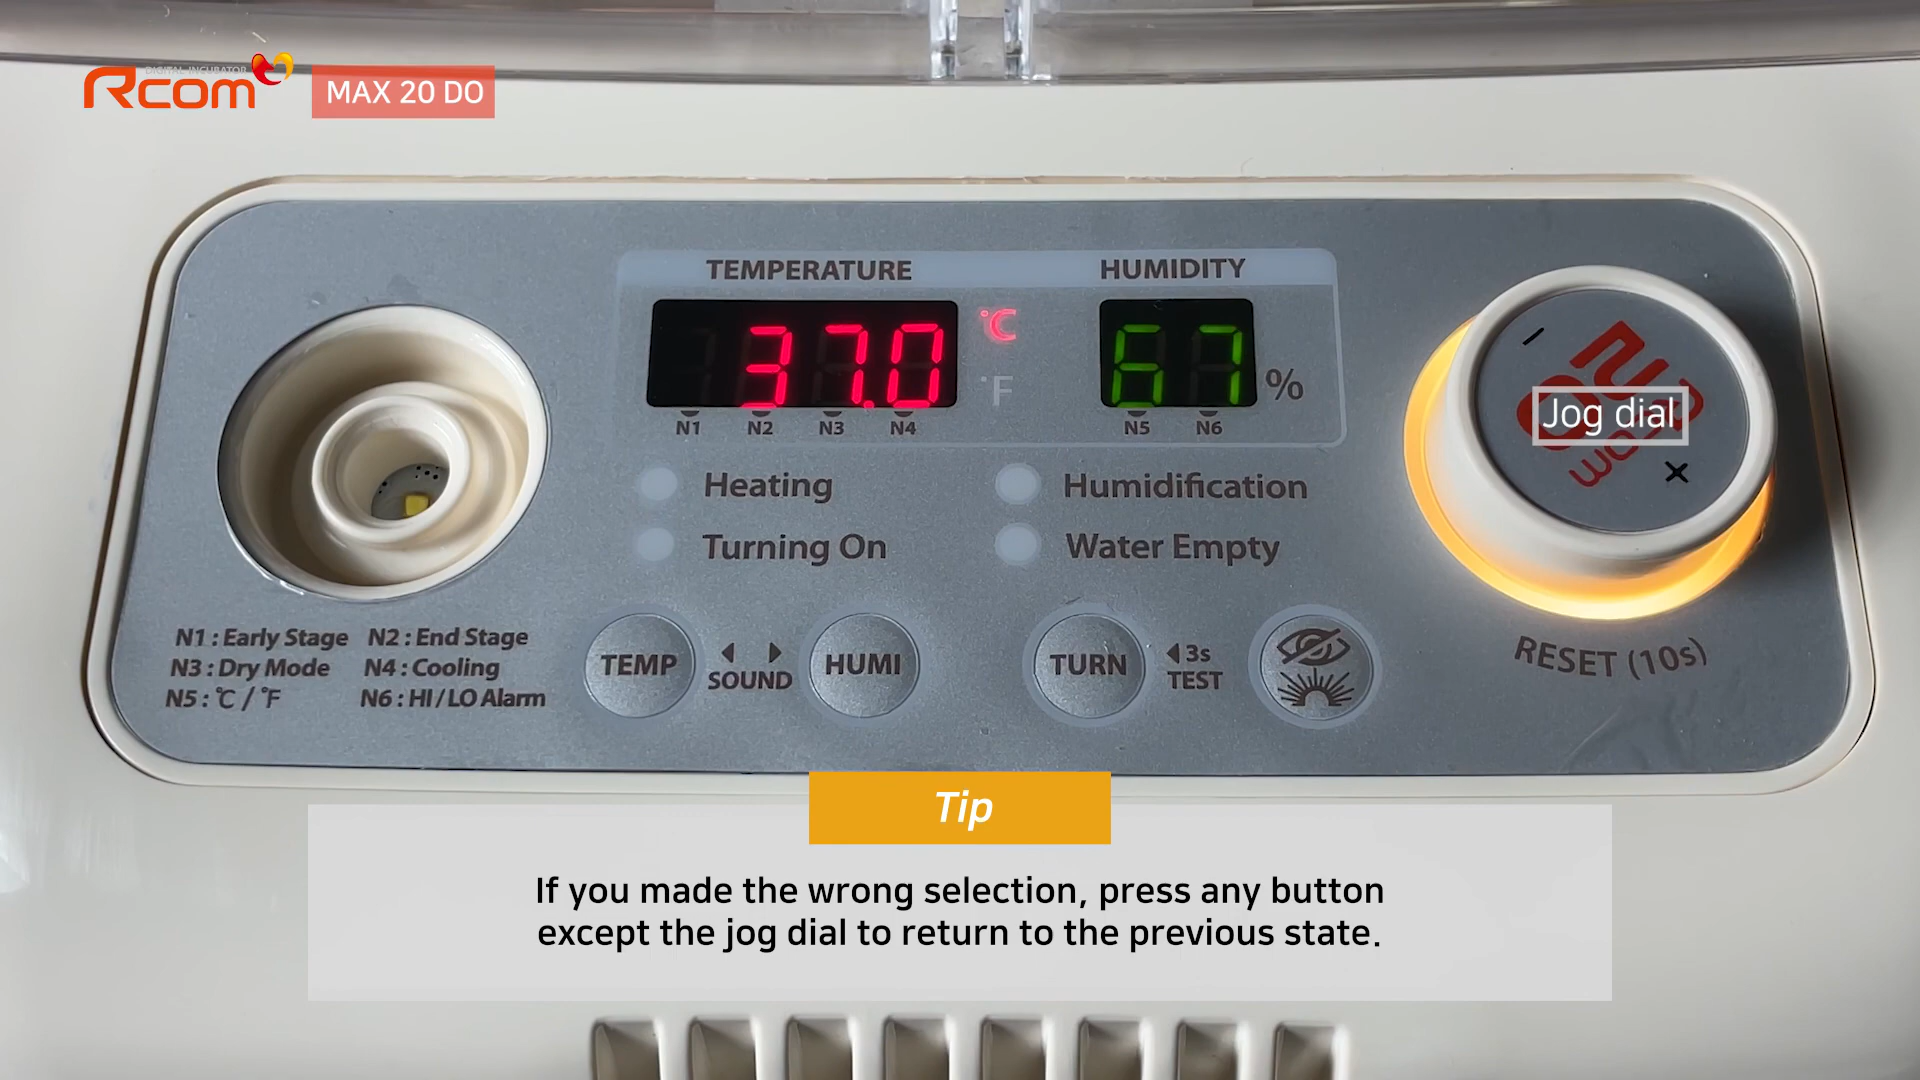 DIGITAL INCUBATOR
Rcom
MAX 20 DO
TEMPERATURE
HUMIDITY
37.0
°C
°F
67
%
N1 N2 N3 N4
N5 N6
Heating
Humidification
Turning On
Water Empty
- 
Jog dial
×
N1 : Early Stage N2 : End Stage
N3 : Dry Mode N4 : Cooling
N5 : °C / °F N6 : HI / LO Alarm
TEMP
SOUND
HUMI
TURN
3s
TEST
RESET (10s)
Tip
If you made the wrong selection, press any button
except the jog dial to return to the previous state.